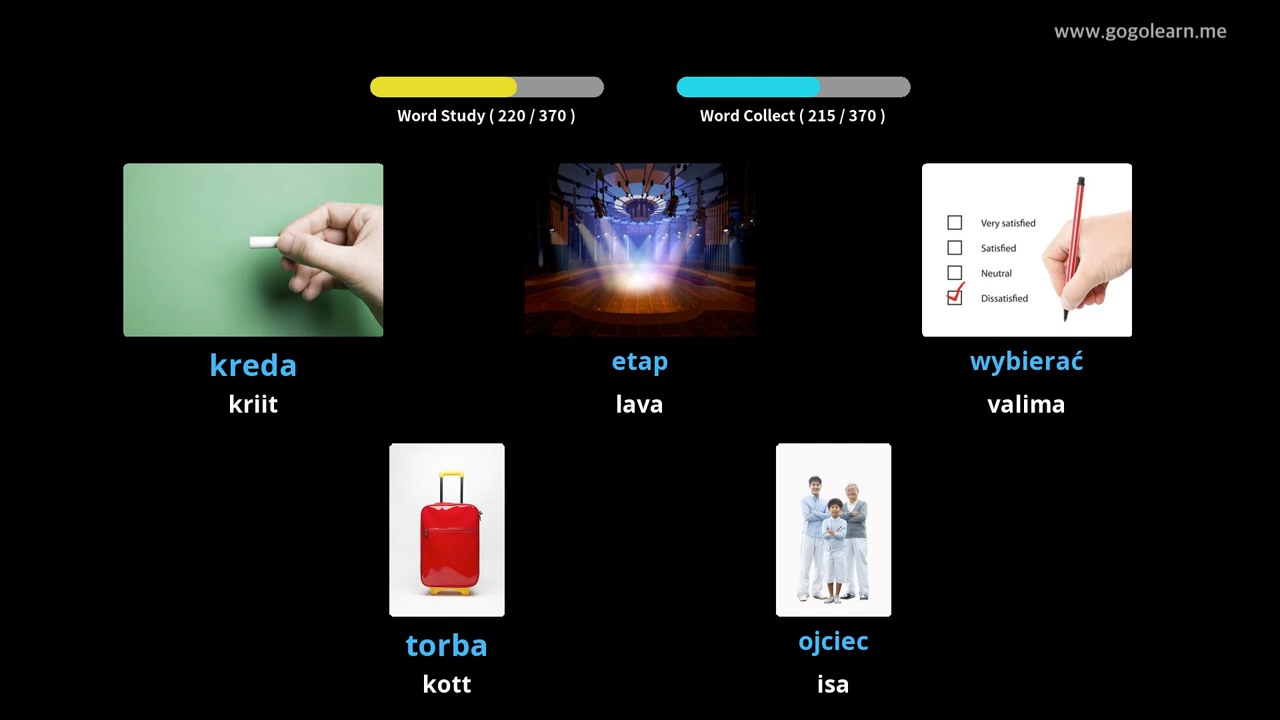 www.gogolearn.me
Word Study ( 220 / 370 )
Word Collect ( 215 / 370 )
Very satisfied
Satisfied
Neutral
Dissatisfied
kreda
kriit
etap
lava
wybierać
valima
torba
kott
ojciec
isa